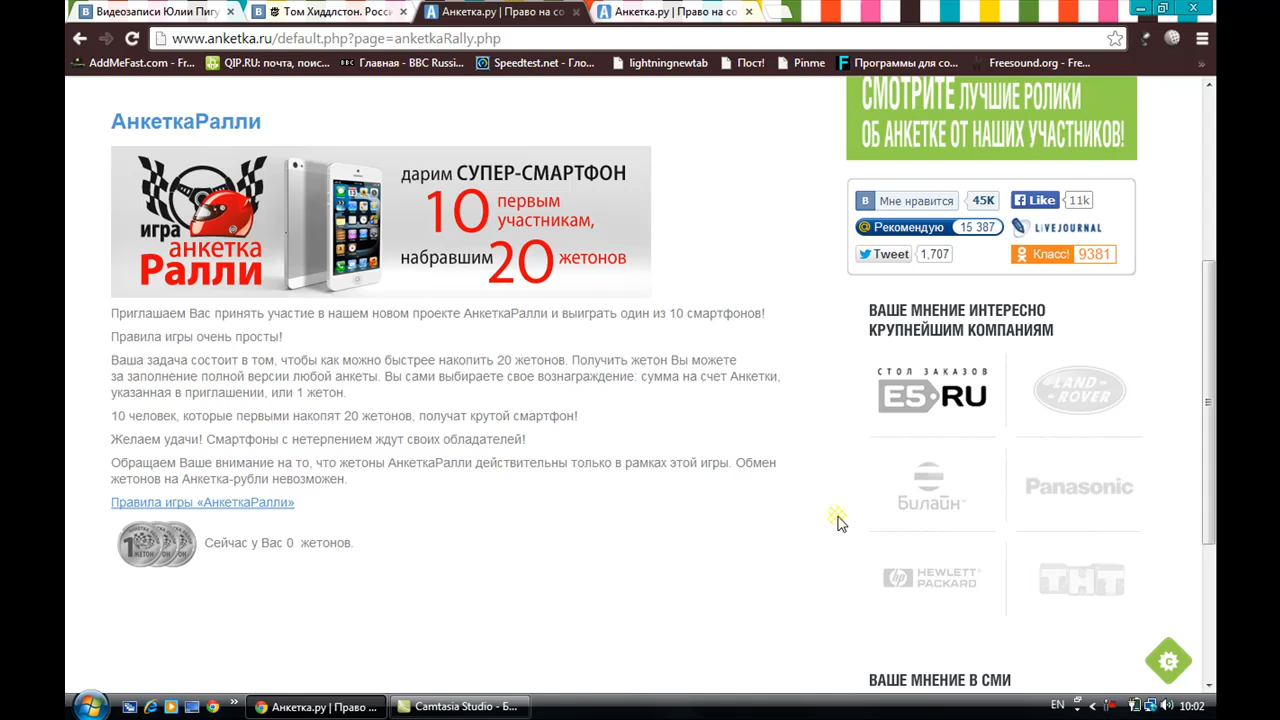 Видеозаписи Юлии Пигу
Том Хиддлстон. Росси
Анкетка.ру | Право на со
Анкетка.ру | Право на со
www.anketka.ru/default.php?page=anketkaRally.php
AddMeFast.com - Fr...
QIP.RU: почта, поис...
BBC Главная - BBC Russi...
Speedtest.net - Гло...
lightningnewtab
Пост!
Pinme
Программы для со...
Freesound.org - Fre...
СМОТРИТЕ ЛУЧШИЕ РОЛИКИ
ОБ АНКЕТКЕ ОТ НАШИХ УЧАСТНИКОВ!
АнкеткаРалли
игра
анкетка
Ралли
дарим СУПЕР-СМАРТФОН
10 первым
участникам,
набравшим 20 жетонов
Приглашаем Вас принять участие в нашем новом проекте АнкеткаРалли и выиграть один из 10 смартфонов!
Правила игры очень просты!
Ваша задача состоит в том, чтобы как можно быстрее накопить 20 жетонов. Получить жетон Вы можете
за заполнение полной версии любой анкеты. Вы сами выбираете свое вознаграждение: сумма на счет Анкетки,
указанная в приглашении, или 1 жетон.
10 человек, которые первыми накопят 20 жетонов, получат крутой смартфон!
Желаем удачи! Смартфоны с нетерпением ждут своих обладателей!
Обращаем Ваше внимание на то, что жетоны АнкеткаРалли действительны только в рамках этой игры. Обмен
жетонов на Анкетка-рубли невозможен.
Правила игры «АнкеткаРалли»
1 ЖЕТОН
Сейчас у Вас 0 жетонов.
Мне нравится 45K
Like 11k
Рекомендую 15 387
LIVEJOURNAL
Tweet 1,707
Класс! 9381
ВАШЕ МНЕНИЕ ИНТЕРЕСНО
КРУПНЕЙШИМ КОМПАНИЯМ
СТОЛ ЗАКАЗОВ
E5.RU
LAND-
ROVER
Билайн
Panasonic
hp HEWLETT
PACKARD
ТНТ
ВАШЕ МНЕНИЕ В СМИ
Анкетка.ру | Право ...
Camtasia Studio - Б...
EN
10:02